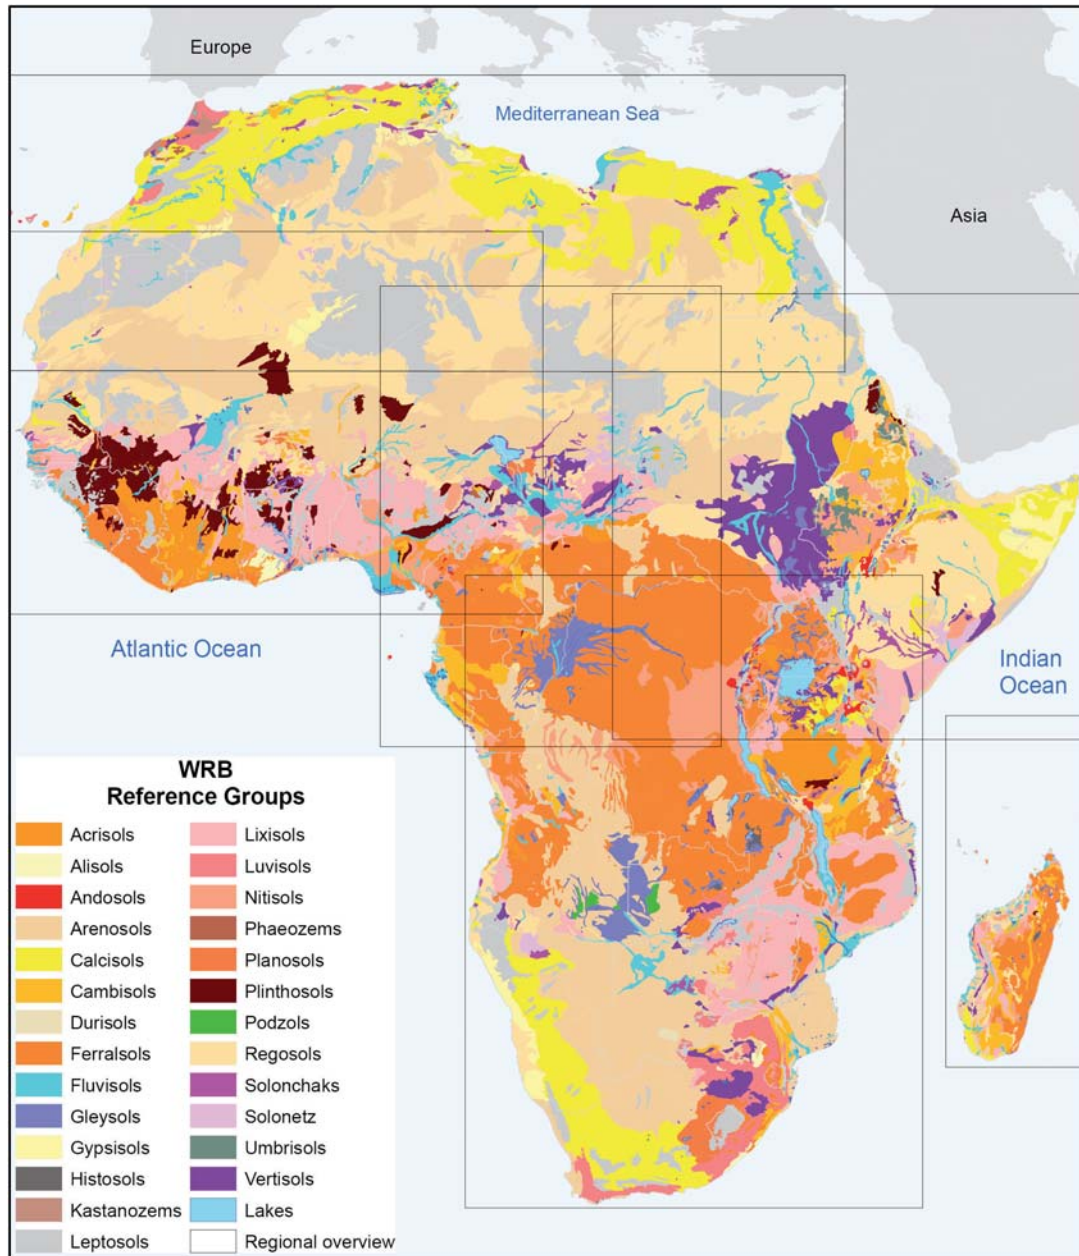 Europe
Mediterranean Sea
Asia
Atlantic Ocean
Indian
Ocean
WRB
Reference Groups
Acrisols
Alisols
Andosols
Arenosols
Calcisols
Cambisols
Durisols
Ferralsols
Fluvisols
Gleysols
Gypsisols
Histosols
Kastanozems
Leptosols
Lixisols
Luvisols
Nitisols
Phaeozems
Planosols
Plinthosols
Podzols
Regosols
Solonchaks
Solonetz
Umbrisols
Vertisols
Lakes
Regional overview